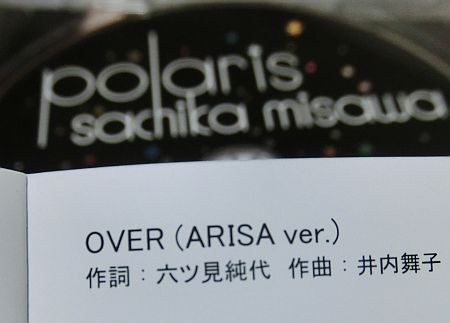 polaris
sachika misawa
OVER (ARISA ver.)
作詞：六ツ見純代 作曲：井内舞子